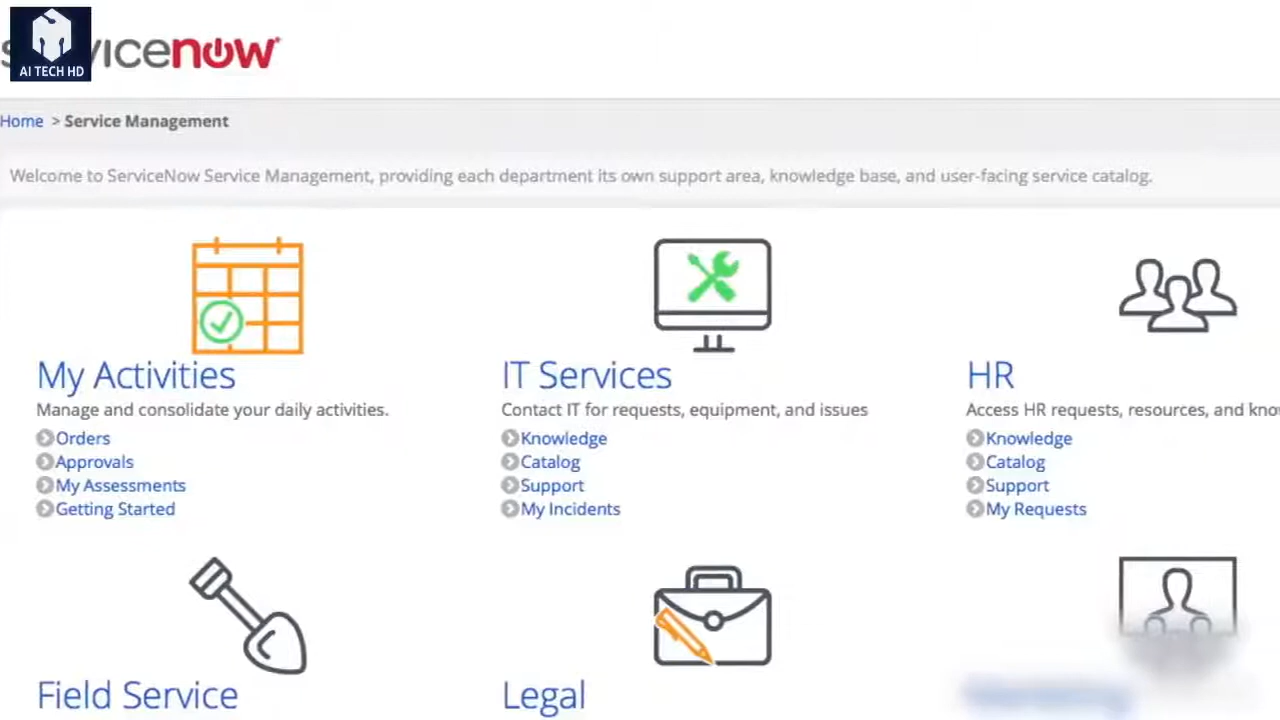 AI TECH HD
vicenow
Home > Service Management
Welcome to ServiceNow Service Management, providing each department its own support area, knowledge base, and user-facing service catalog.
My Activities
Manage and consolidate your daily activities.
Orders
Approvals
My Assessments
Getting Started
IT Services
Contact IT for requests, equipment, and issues
Knowledge
Catalog
Support
My Incidents
HR
Access HR requests, resources, and kno
Knowledge
Catalog
Support
My Requests
Field Service
Legal